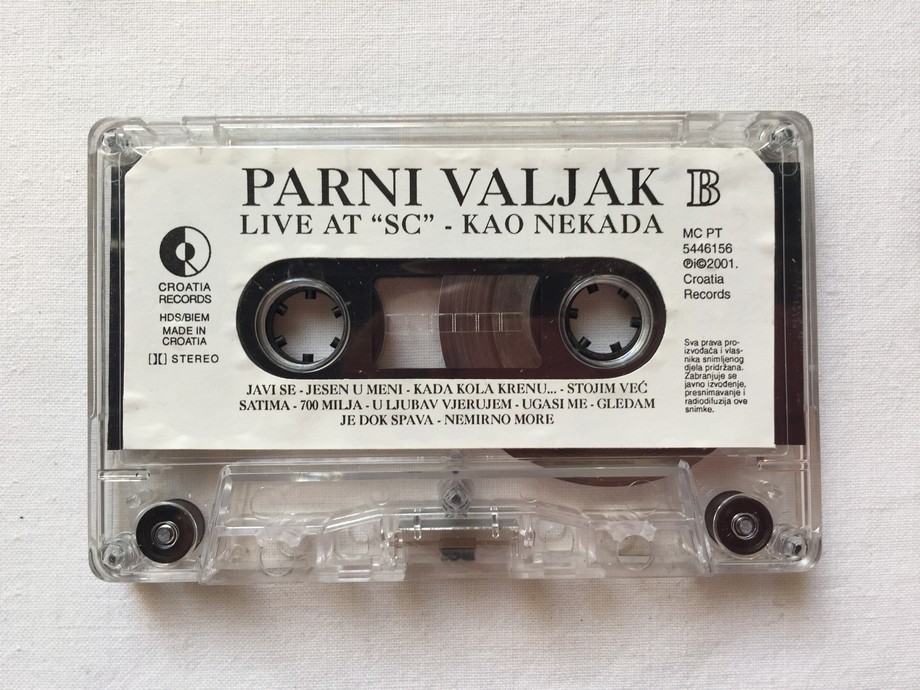 PARNI VALJAK B
LIVE AT “SC” - KAO NEKADA
CROATIA
RECORDS
HDS/BIEM
MADE IN
CROATIA
STEREO
MC PT
5446156
℗i©2001.
Croatia
Records
Sva prava pro-
izvođača i vlas-
nika snimljenog
djela pridržana.
Zabranjuje se
javno izvođenje,
presnimavanje i
radiodifuzija ove
snimke.
JAVI SE - JESEN U MENI - KADA KOLA KRENU... - STOJIM VEĆ
SATIMA - 700 MILJA - U LJUBAV VJERUJEM - UGASI ME - GLEDAM
JE DOK SPAVA - NEMIRNO MORE